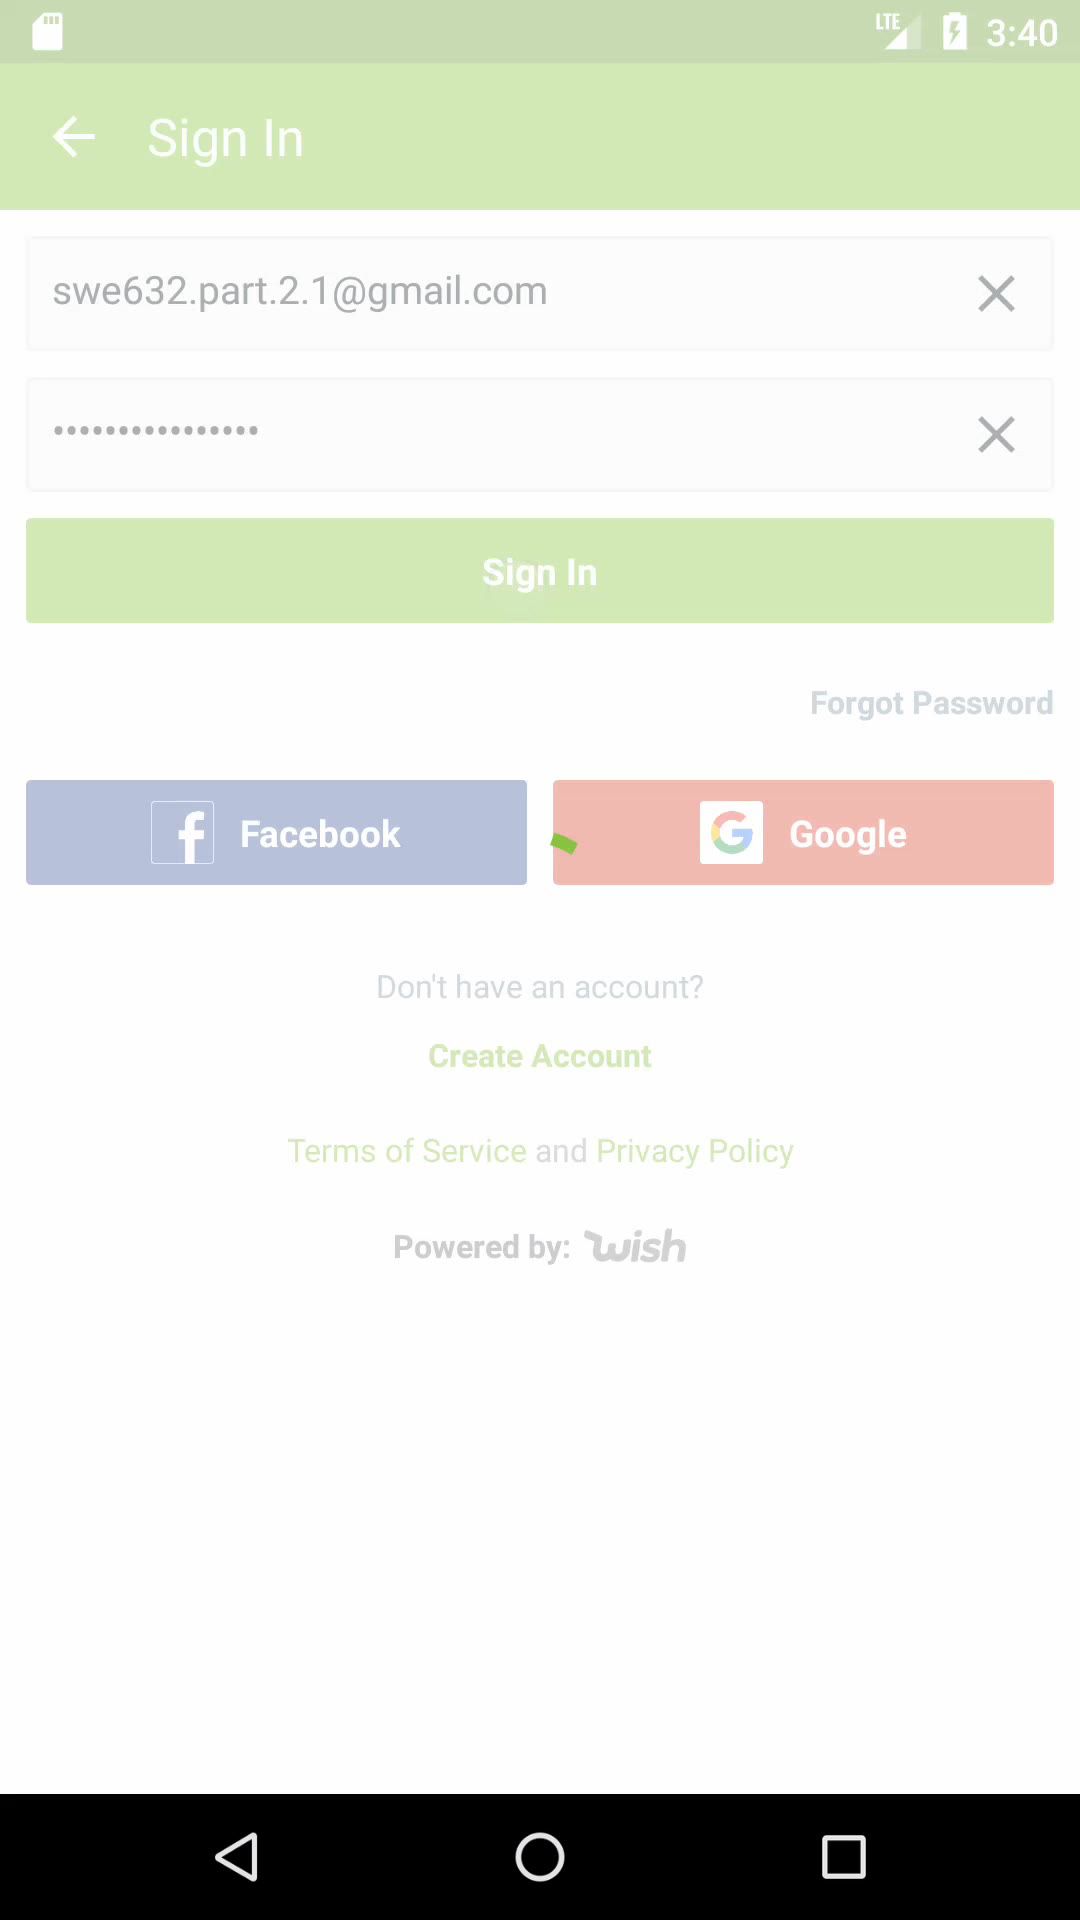 LTE 3:40
Sign In
swe632.part.2.1@gmail.com
••••••••••••••••
Sign In
Forgot Password
f Facebook
G Google
Don't have an account?
Create Account
Terms of Service and Privacy Policy
Powered by: wish